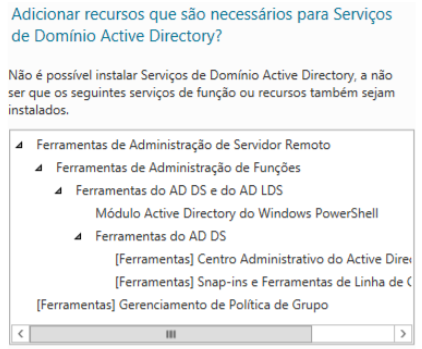 Adicionar recursos que são necessários para Serviços
de Domínio Active Directory?
Não é possível instalar Serviços de Domínio Active Directory, a não
ser que os seguintes serviços de função ou recursos também sejam
instalados.
Ferramentas de Administração de Servidor Remoto
Ferramentas de Administração de Funções
Ferramentas do AD DS e do AD LDS
Módulo Active Directory do Windows PowerShell
Ferramentas do AD DS
[Ferramentas] Centro Administrativo do Active
[Ferramentas] Snap-ins e Ferramentas de Linha de
[Ferramentas] Gerenciamento de Política de Grupo